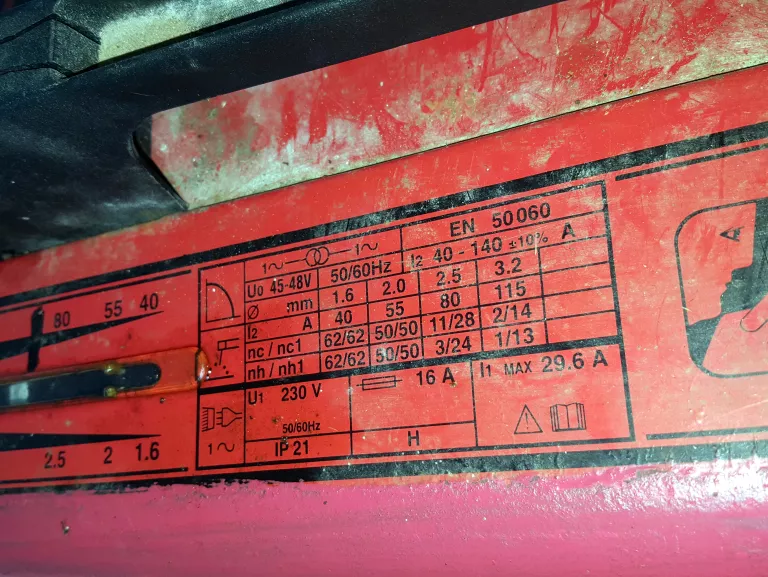 1~ 1~ EN 50060
U0 45-48V 50/60Hz I2 40 - 140 ±10% A
Ø mm 1.6 2.0 2.5 3.2
I2 A 40 55 80 115
nc / nc1 62/62 50/50 11/28 2/14
nh / nh1 62/62 50/50 3/24 1/13
U1 230 V 16 A I1 MAX 29.6 A
50/60Hz
1~ IP 21 H
80 55 40
2.5 2 1.6
A